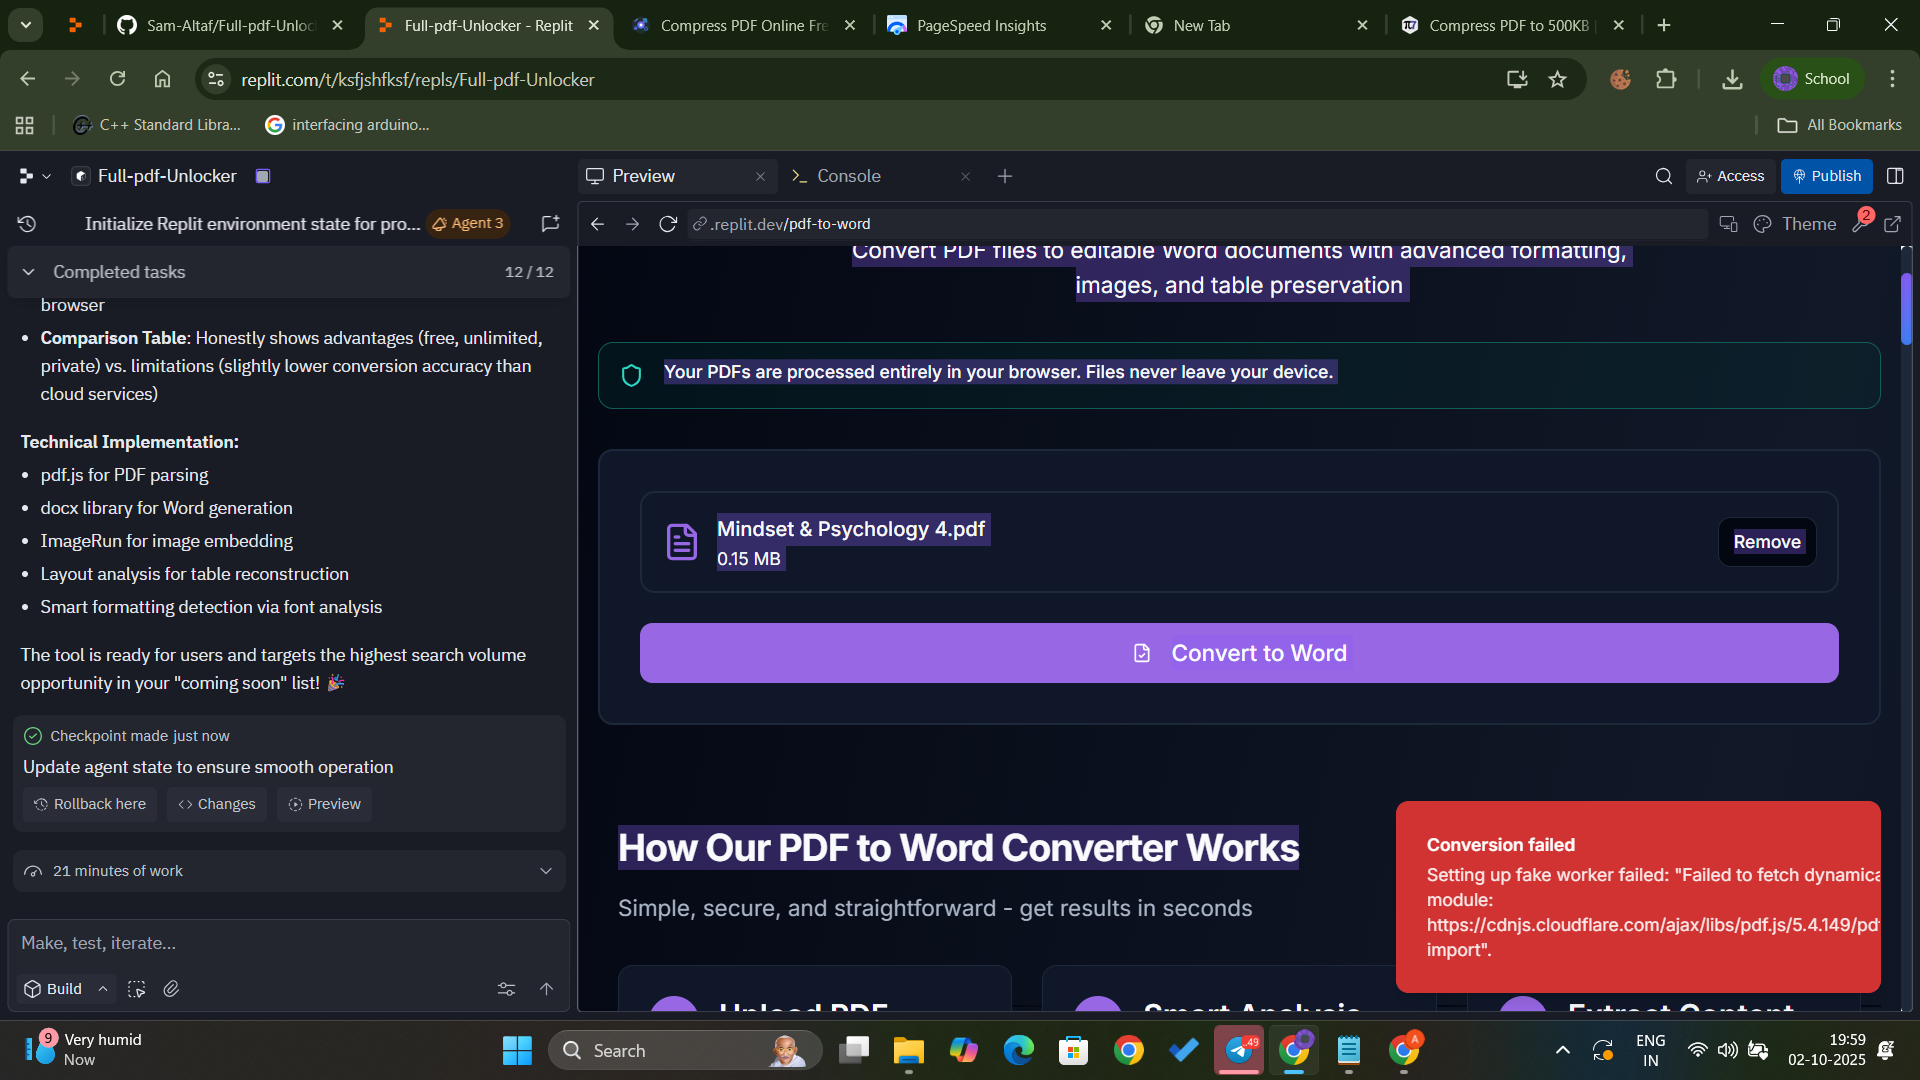 Sam-Altaf/Full-pdf-Unloc
Full-pdf-Unlocker - Replit
Compress PDF Online Fre
PageSpeed Insights
New Tab
Compress PDF to 500KB
replit.com/t/ksfjshfksf/repls/Full-pdf-Unlocker
School
C++ Standard Libra...
interfacing arduino...
All Bookmarks
Full-pdf-Unlocker
Preview
Console
Access
Publish
Initialize Replit environment state for pro...
Agent 3
.replit.dev/pdf-to-word
Theme
2
Completed tasks
12 / 12
browser
• Comparison Table: Honestly shows advantages (free, unlimited,
private) vs. limitations (slightly lower conversion accuracy than
cloud services)
Technical Implementation:
• pdf.js for PDF parsing
• docx library for Word generation
• ImageRun for image embedding
• Layout analysis for table reconstruction
• Smart formatting detection via font analysis
The tool is ready for users and targets the highest search volume
opportunity in your "coming soon" list! 🎉
Checkpoint made just now
Update agent state to ensure smooth operation
Rollback here
Changes
Preview
21 minutes of work
Make, test, iterate...
Build
Convert PDF files to editable Word documents with advanced formatting,
images, and table preservation
Your PDFs are processed entirely in your browser. Files never leave your device.
Mindset & Psychology 4.pdf
0.15 MB
Remove
Convert to Word
How Our PDF to Word Converter Works
Simple, secure, and straightforward - get results in seconds
Upload PDF
Smart Analysis
Extract Content
Conversion failed
Setting up fake worker failed: "Failed to fetch dynamica
module:
https://cdnjs.cloudflare.com/ajax/libs/pdf.js/5.4.149/pd
import".
9
Very humid
Now
Search
.49
A
ENG
IN
19:59
02-10-2025